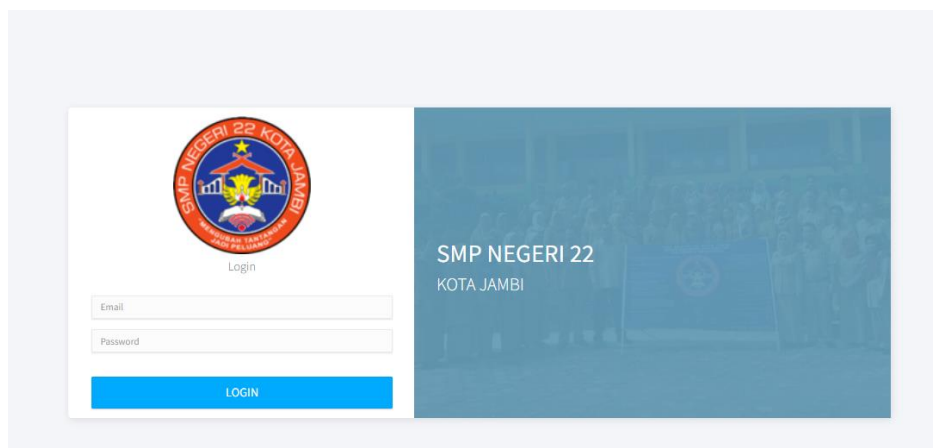 SMP NEGERI 22 KOTA JAMBI
"MENGUBAH TANTANGAN
JADI PELUANG"
Login
Email
Password
LOGIN
SMP NEGERI 22
KOTA JAMBI